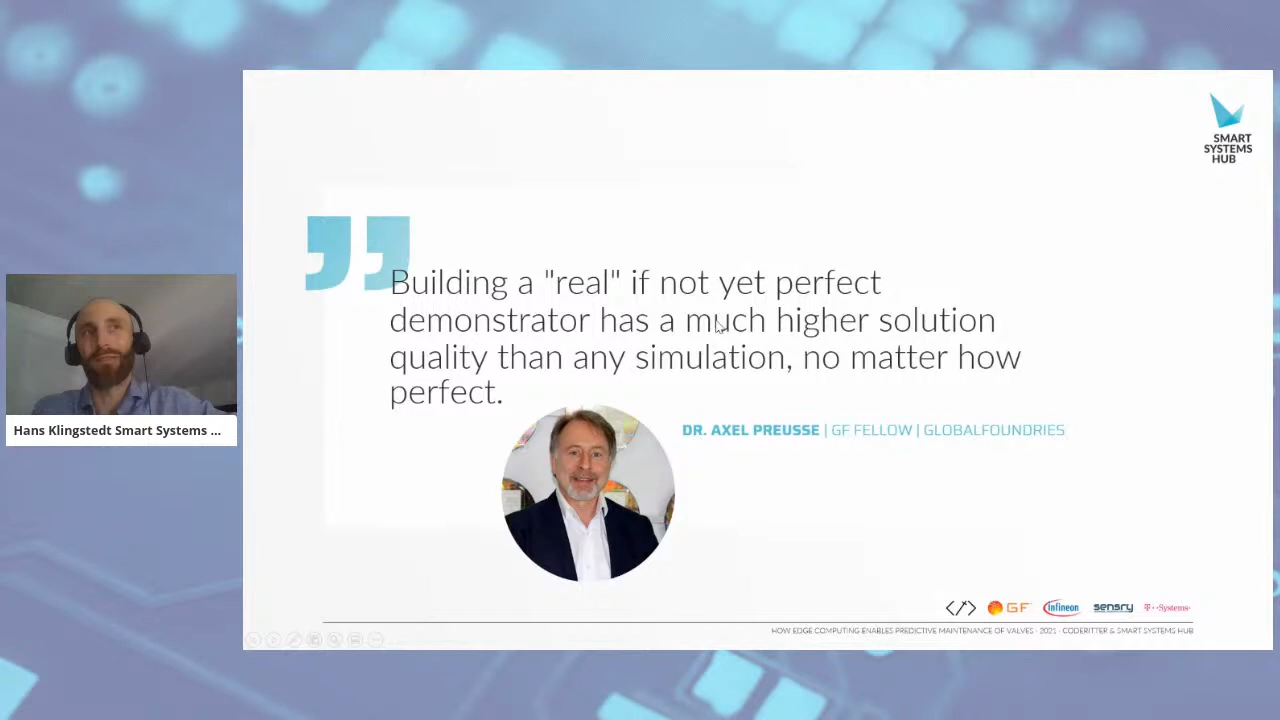 SMART
SYSTEMS
HUB
Building a "real" if not yet perfect
demonstrator has a much higher solution
quality than any simulation, no matter how
perfect.
DR. AXEL PREUSSE | GF FELLOW | GLOBALFOUNDRIES
Hans Klingstedt Smart Systems ...
</> GF infineon sensry T··Systems·
HOW EDGE COMPUTING ENABLES PREDICTIVE MAINTENANCE OF VALVES · 2021 · CODERITTER & SMART SYSTEMS HUB